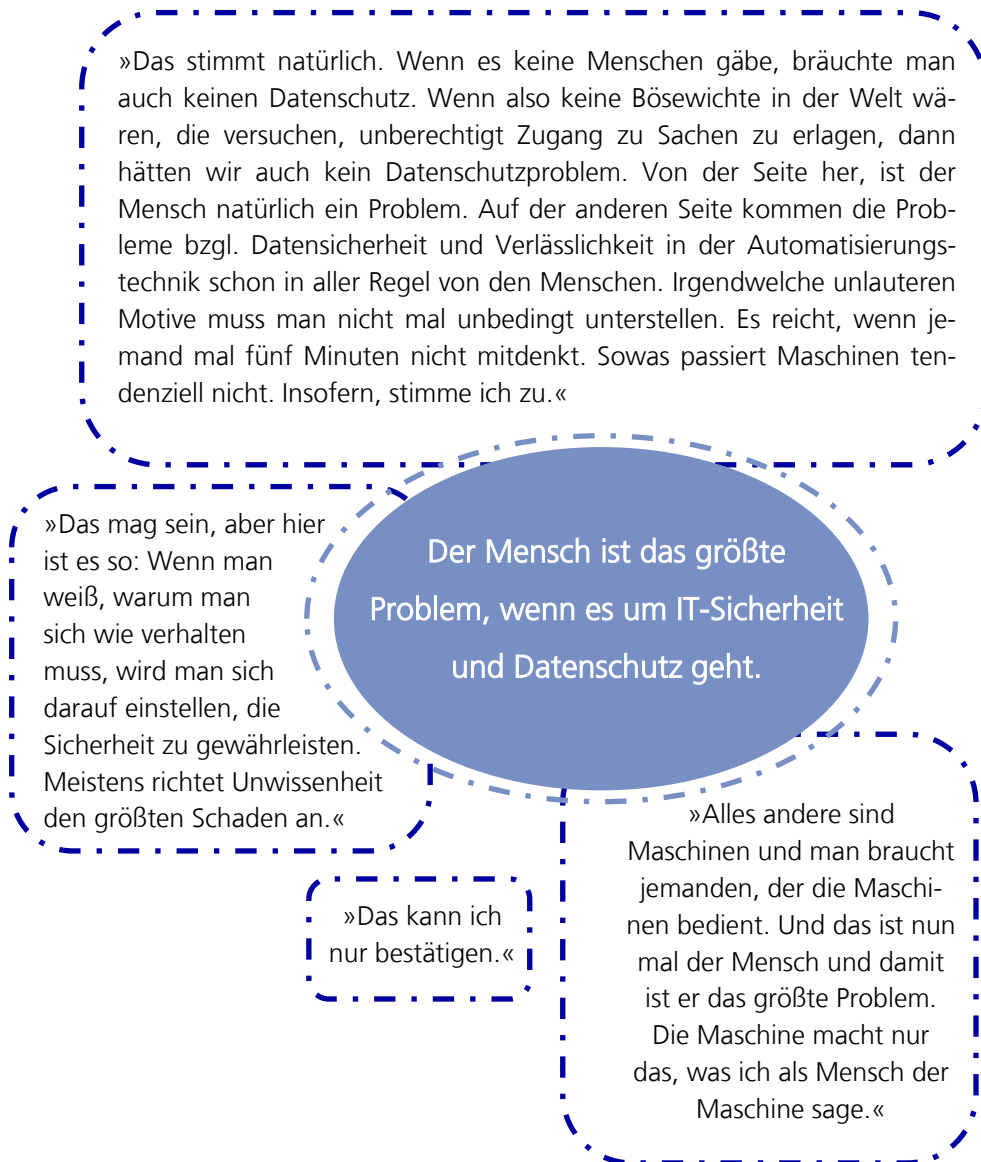 »Das stimmt natürlich. Wenn es keine Menschen gäbe, bräuchte man
auch keinen Datenschutz. Wenn also keine Bösewichte in der Welt wä-
ren, die versuchen, unberechtigt Zugang zu Sachen zu erlagen, dann
hätten wir auch kein Datenschutzproblem. Von der Seite her, ist der
Mensch natürlich ein Problem. Auf der anderen Seite kommen die Prob-
leme bzgl. Datensicherheit und Verlässlichkeit in der Automatisierungs-
technik schon in aller Regel von den Menschen. Irgendwelche unlauteren
Motive muss man nicht mal unbedingt unterstellen. Es reicht, wenn je-
mand mal fünf Minuten nicht mitdenkt. Sowas passiert Maschinen ten-
denziell nicht. Insofern, stimme ich zu.«
Der Mensch ist das größte
Problem, wenn es um IT-Sicherheit
und Datenschutz geht.
»Das mag sein, aber hier
ist es so: Wenn man
weiß, warum man
sich wie verhalten
muss, wird man sich
darauf einstellen, die
Sicherheit zu gewährleisten.
Meistens richtet Unwissenheit
den größten Schaden an.«
»Das kann ich
nur bestätigen.«
»Alles andere sind
Maschinen und man braucht
jemanden, der die Maschi-
nen bedient. Und das ist nun
mal der Mensch und damit
ist er das größte Problem.
Die Maschine macht nur
das, was ich als Mensch der
Maschine sage.«